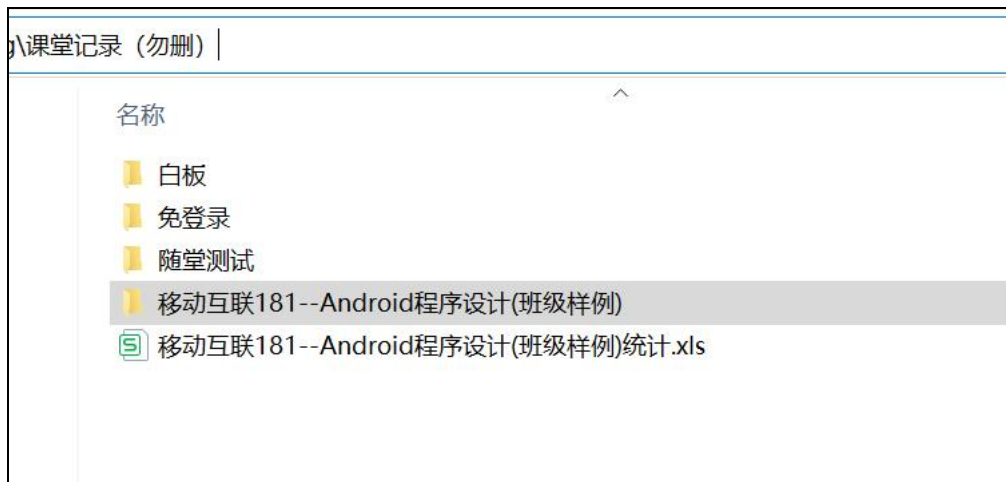 \课堂记录（勿删）
名称
白板
免登录
随堂测试
移动互联181--Android程序设计(班级样例)
移动互联181--Android程序设计(班级样例)统计.xls